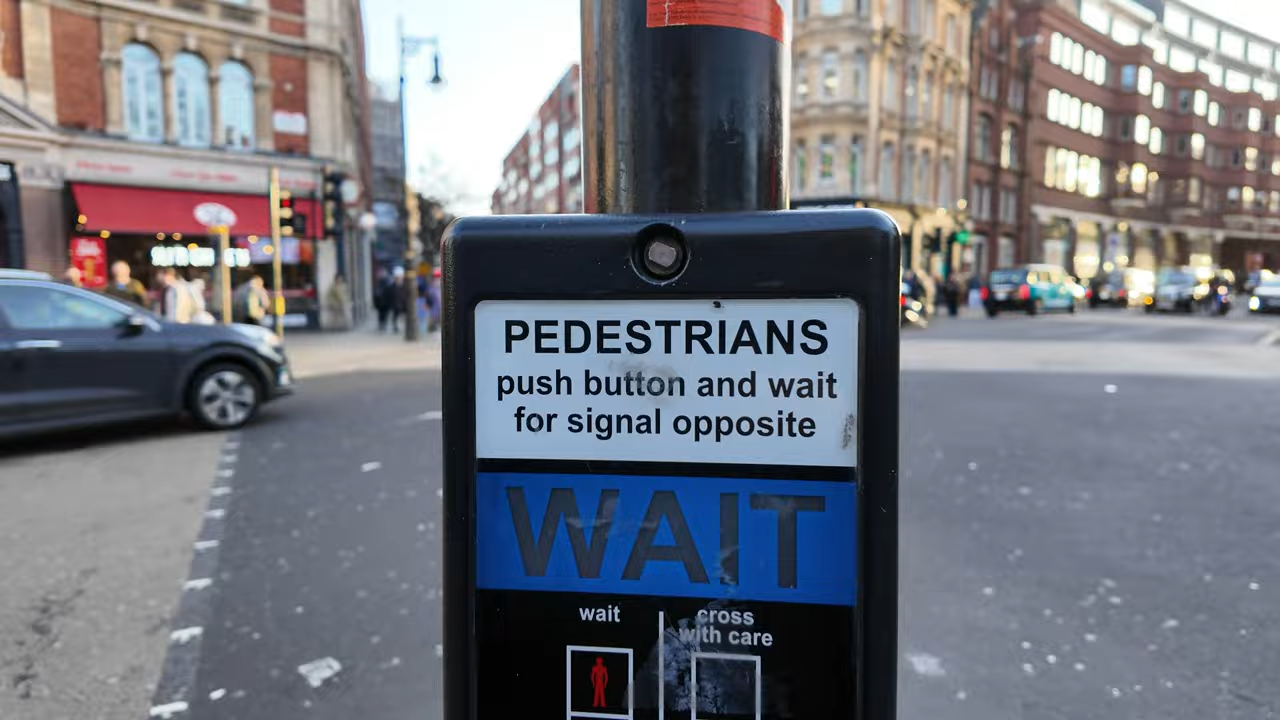 PEDESTRIANS
push button and wait
for signal opposite
WAIT
wait
cross
with care